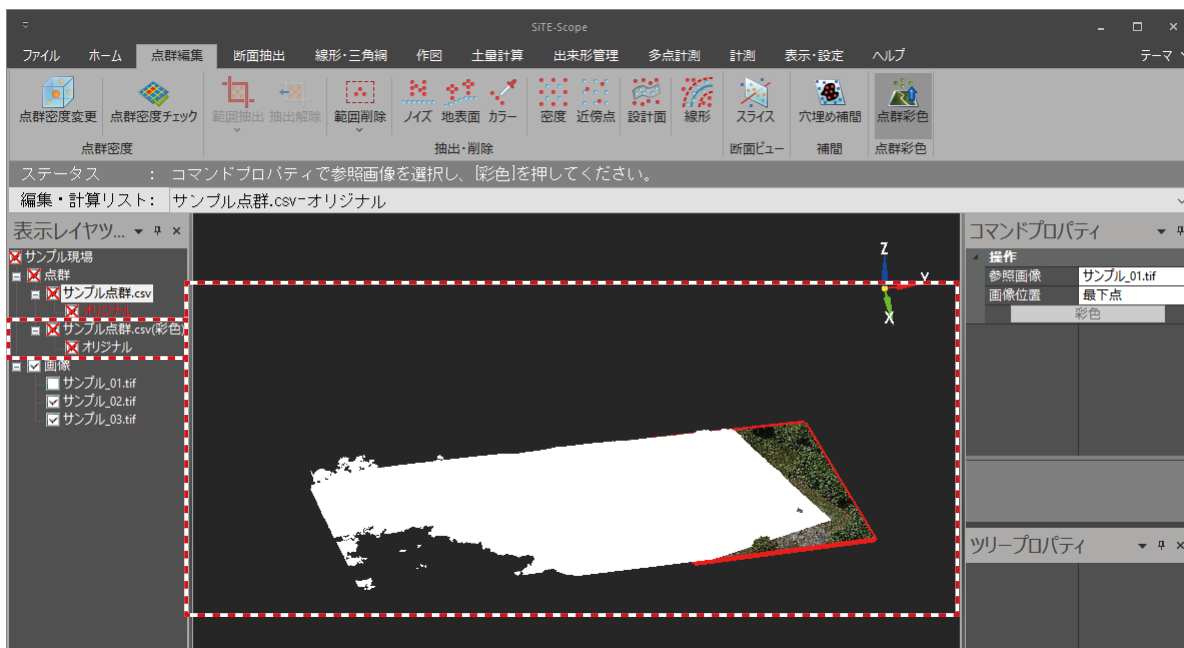 SiTE-Scope
ファイル ホーム 点群編集 断面抽出 線形・三角網 作図 土量計算 出来形管理 多点計測 計測 表示・設定 ヘルプ テーマ
点群密度変更 点群密度チェック 範囲抽出 抽出解除 範囲削除 ノイズ 地表面 カラー 密度 近傍点 設計面 線形 スライス 穴埋め補間 点群彩色
点群密度 抽出・削除 断面ビュー 補間 点群彩色
ステータス : コマンドプロパティで参照画像を選択し、[彩色]を押してください。
編集・計算リスト: サンプル点群.csv-オリジナル
表示レイヤツ...
サンプル現場
点群
サンプル点群.csv
オリジナル
サンプル点群.csv(彩色)
オリジナル
画像
サンプル_01.tif
サンプル_02.tif
サンプル_03.tif
Z
Y
X
コマンドプロパティ
操作
参照画像 サンプル_01.tif
画像位置 最下点
彩色
ツリープロパティ